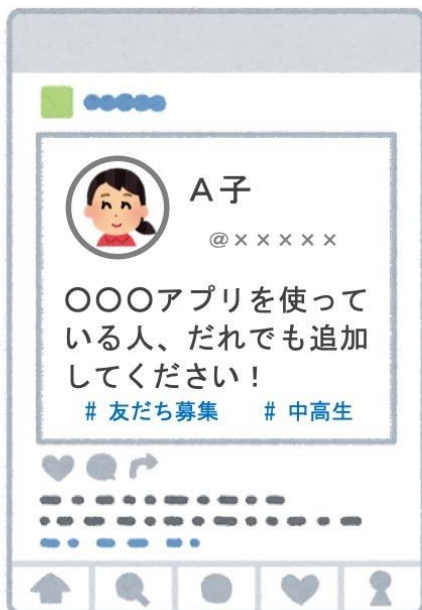 A子
@×××××
〇〇〇アプリを使って
いる人、だれでも追加
してください！
# 友だち募集 # 中高生